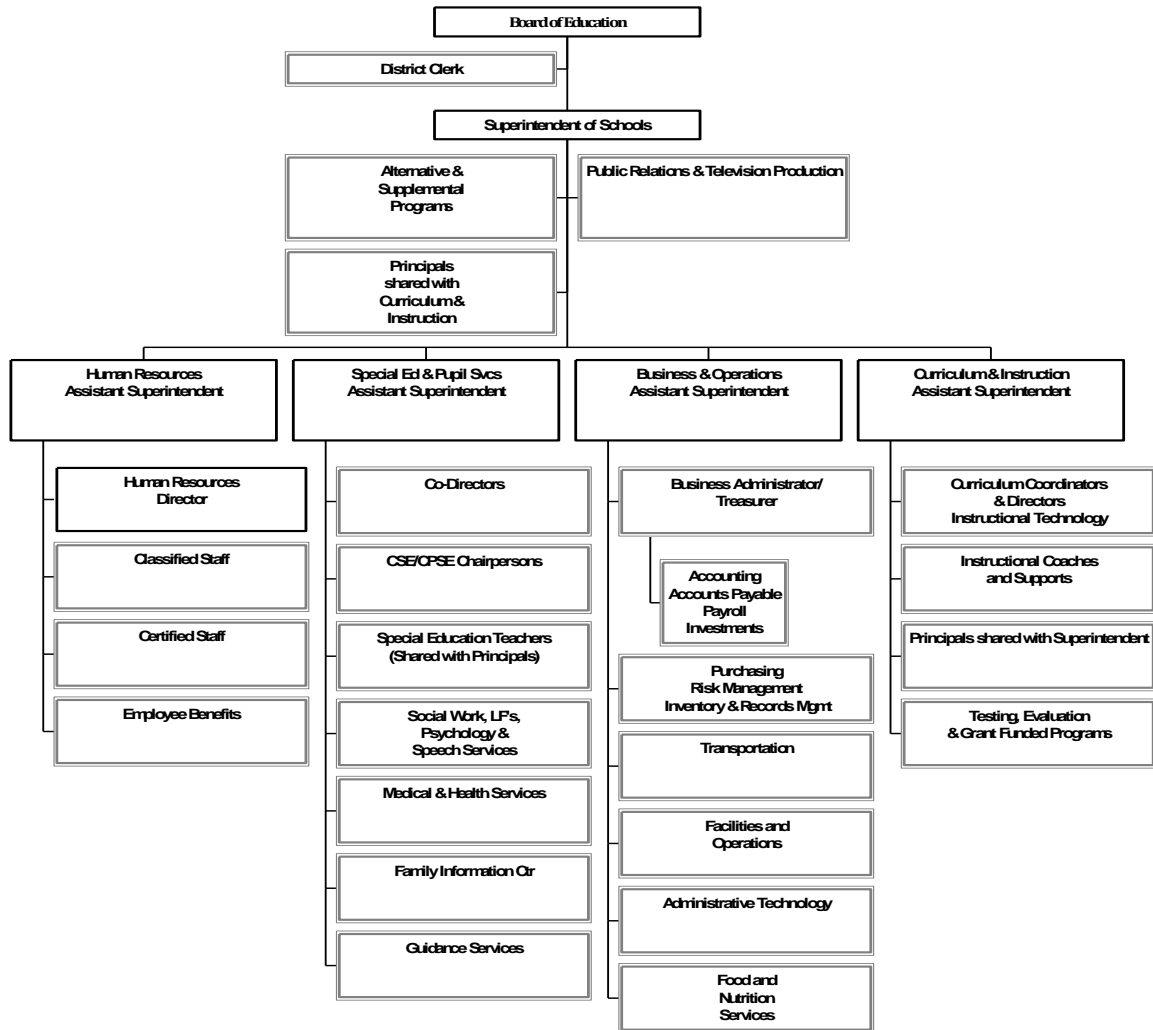 Board of Education
District Clerk
Superintendent of Schools
Alternative &
Supplemental
Programs
Public Relations & Television Production
Principals
shared with
Curriculum &
Instruction
Human Resources
Assistant Superintendent
Special Ed & Pupil Svcs
Assistant Superintendent
Business & Operations
Assistant Superintendent
Curriculum & Instruction
Assistant Superintendent
Human Resources
Director
Classified Staff
Certified Staff
Employee Benefits
Co-Directors
CSE/CPSE Chairpersons
Special Education Teachers
(Shared with Principals)
Social Work, LP's,
Psychology &
Speech Services
Medical & Health Services
Family Information Ctr
Guidance Services
Business Administrator/
Treasurer
Accounting
Accounts Payable
Payroll
Investments
Purchasing
Risk Management
Inventory & Records Mgmt
Transportation
Facilities and
Operations
Administrative Technology
Food and
Nutrition
Services
Curriculum Coordinators
& Directors
Instructional Technology
Instructional Coaches
and Supports
Principals shared with Superintendent
Testing, Evaluation
& Grant Funded Programs